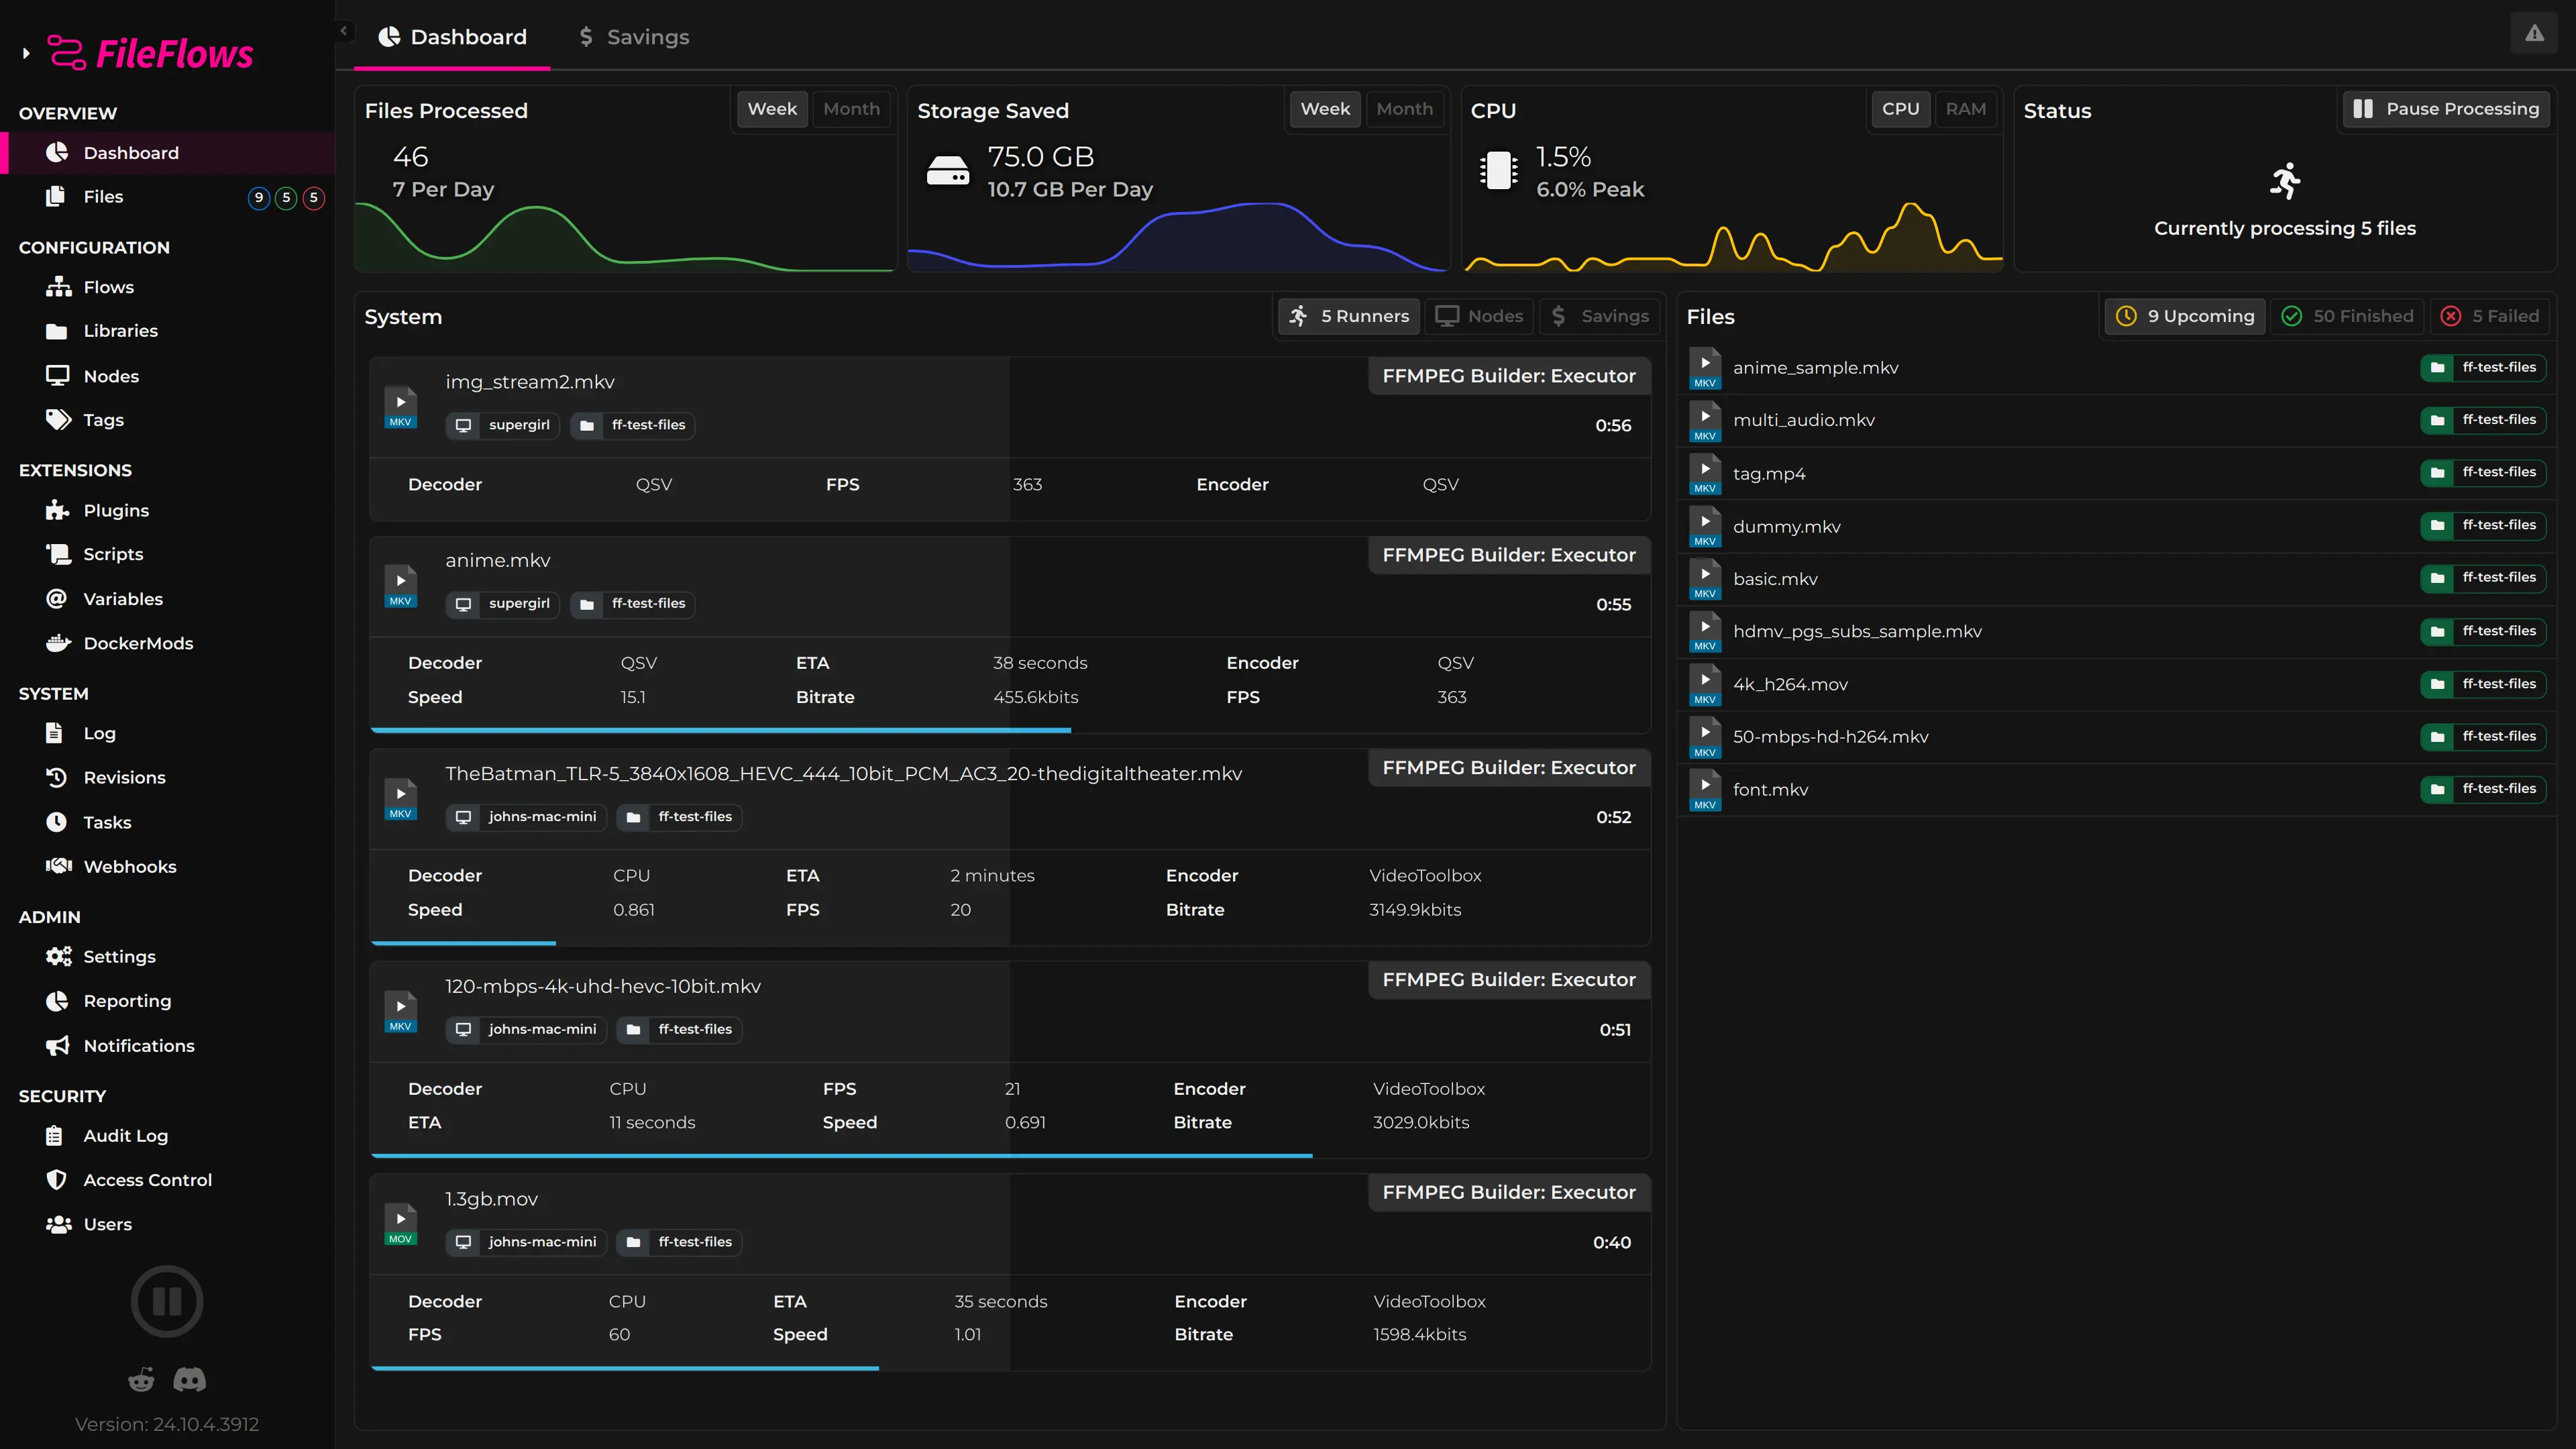 FileFlows
OVERVIEW
Dashboard
Files 9 5 5
CONFIGURATION
Flows
Libraries
Nodes
Tags
EXTENSIONS
Plugins
Scripts
Variables
DockerMods
SYSTEM
Log
Revisions
Tasks
Webhooks
ADMIN
Settings
Reporting
Notifications
SECURITY
Audit Log
Access Control
Users
Version: 24.10.4.3912
Dashboard $ Savings
Files Processed Week Month
46
7 Per Day
Storage Saved Week Month
75.0 GB
10.7 GB Per Day
CPU CPU RAM
1.5%
6.0% Peak
Status Pause Processing
Currently processing 5 files
System 5 Runners Nodes $ Savings
img_stream2.mkv FFMPEG Builder: Executor
MKV supergirl ff-test-files 0:56
Decoder QSV FPS 363 Encoder QSV
anime.mkv FFMPEG Builder: Executor
MKV supergirl ff-test-files 0:55
Decoder QSV ETA 38 seconds Encoder QSV
Speed 15.1 Bitrate 455.6kbits FPS 363
TheBatman_TLR-5_3840x1608_HEVC_444_10bit_PCM_AC3_20-thedigitaltheater.mkv FFMPEG Builder: Executor
MKV johns-mac-mini ff-test-files 0:52
Decoder CPU ETA 2 minutes Encoder VideoToolbox
Speed 0.861 FPS 20 Bitrate 3149.9kbits
120-mbps-4k-uhd-hevc-10bit.mkv FFMPEG Builder: Executor
MKV johns-mac-mini ff-test-files 0:51
Decoder CPU FPS 21 Encoder VideoToolbox
ETA 11 seconds Speed 0.691 Bitrate 3029.0kbits
1.3gb.mov FFMPEG Builder: Executor
MOV johns-mac-mini ff-test-files 0:40
Decoder CPU ETA 35 seconds Encoder VideoToolbox
FPS 60 Speed 1.01 Bitrate 1598.4kbits
Files 9 Upcoming 50 Finished 5 Failed
MKV anime_sample.mkv ff-test-files
MKV multi_audio.mkv ff-test-files
MKV tag.mp4 ff-test-files
MKV dummy.mkv ff-test-files
MKV basic.mkv ff-test-files
MKV hdmv_pgs_subs_sample.mkv ff-test-files
MKV 4k_h264.mov ff-test-files
MKV 50-mbps-hd-h264.mkv ff-test-files
MKV font.mkv ff-test-files